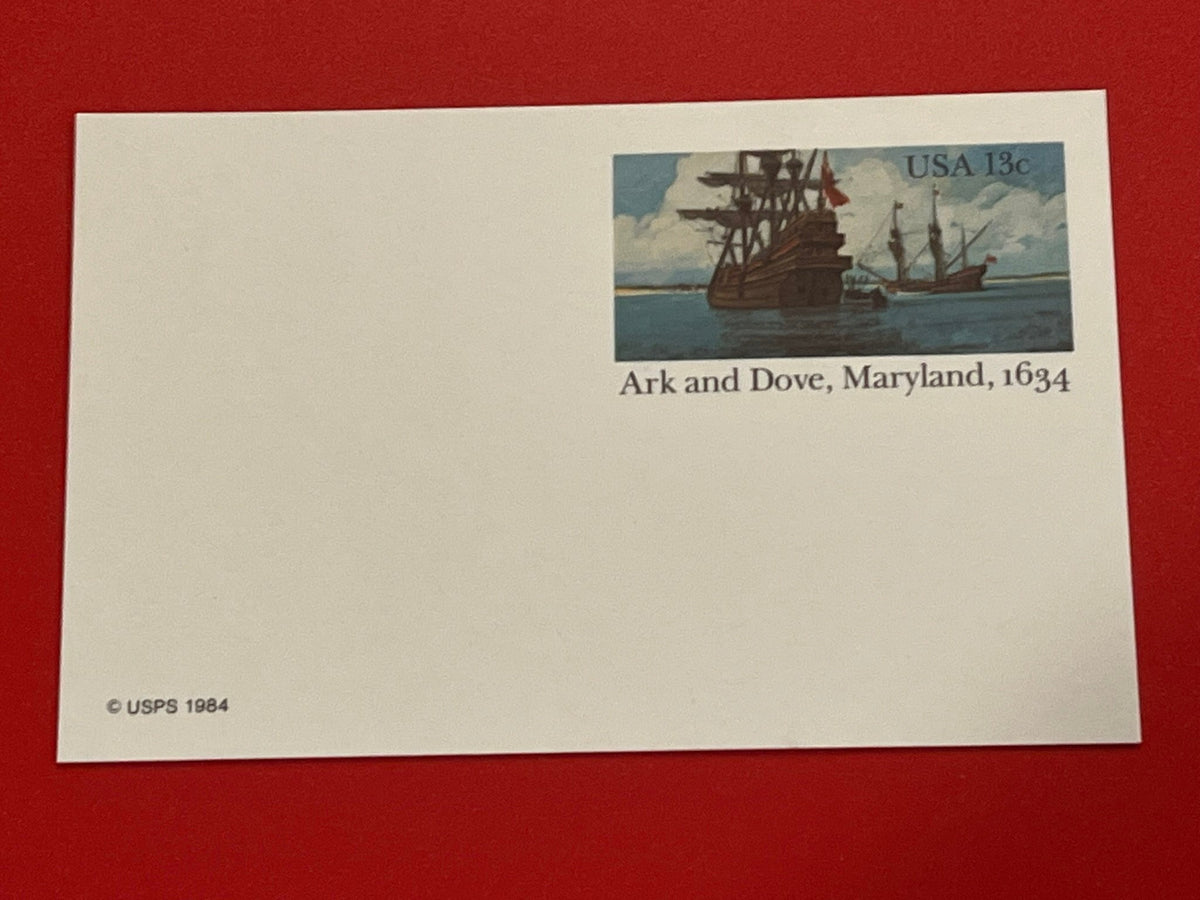 USA 13c
Ark and Dove, Maryland, 1634
© USPS 1984